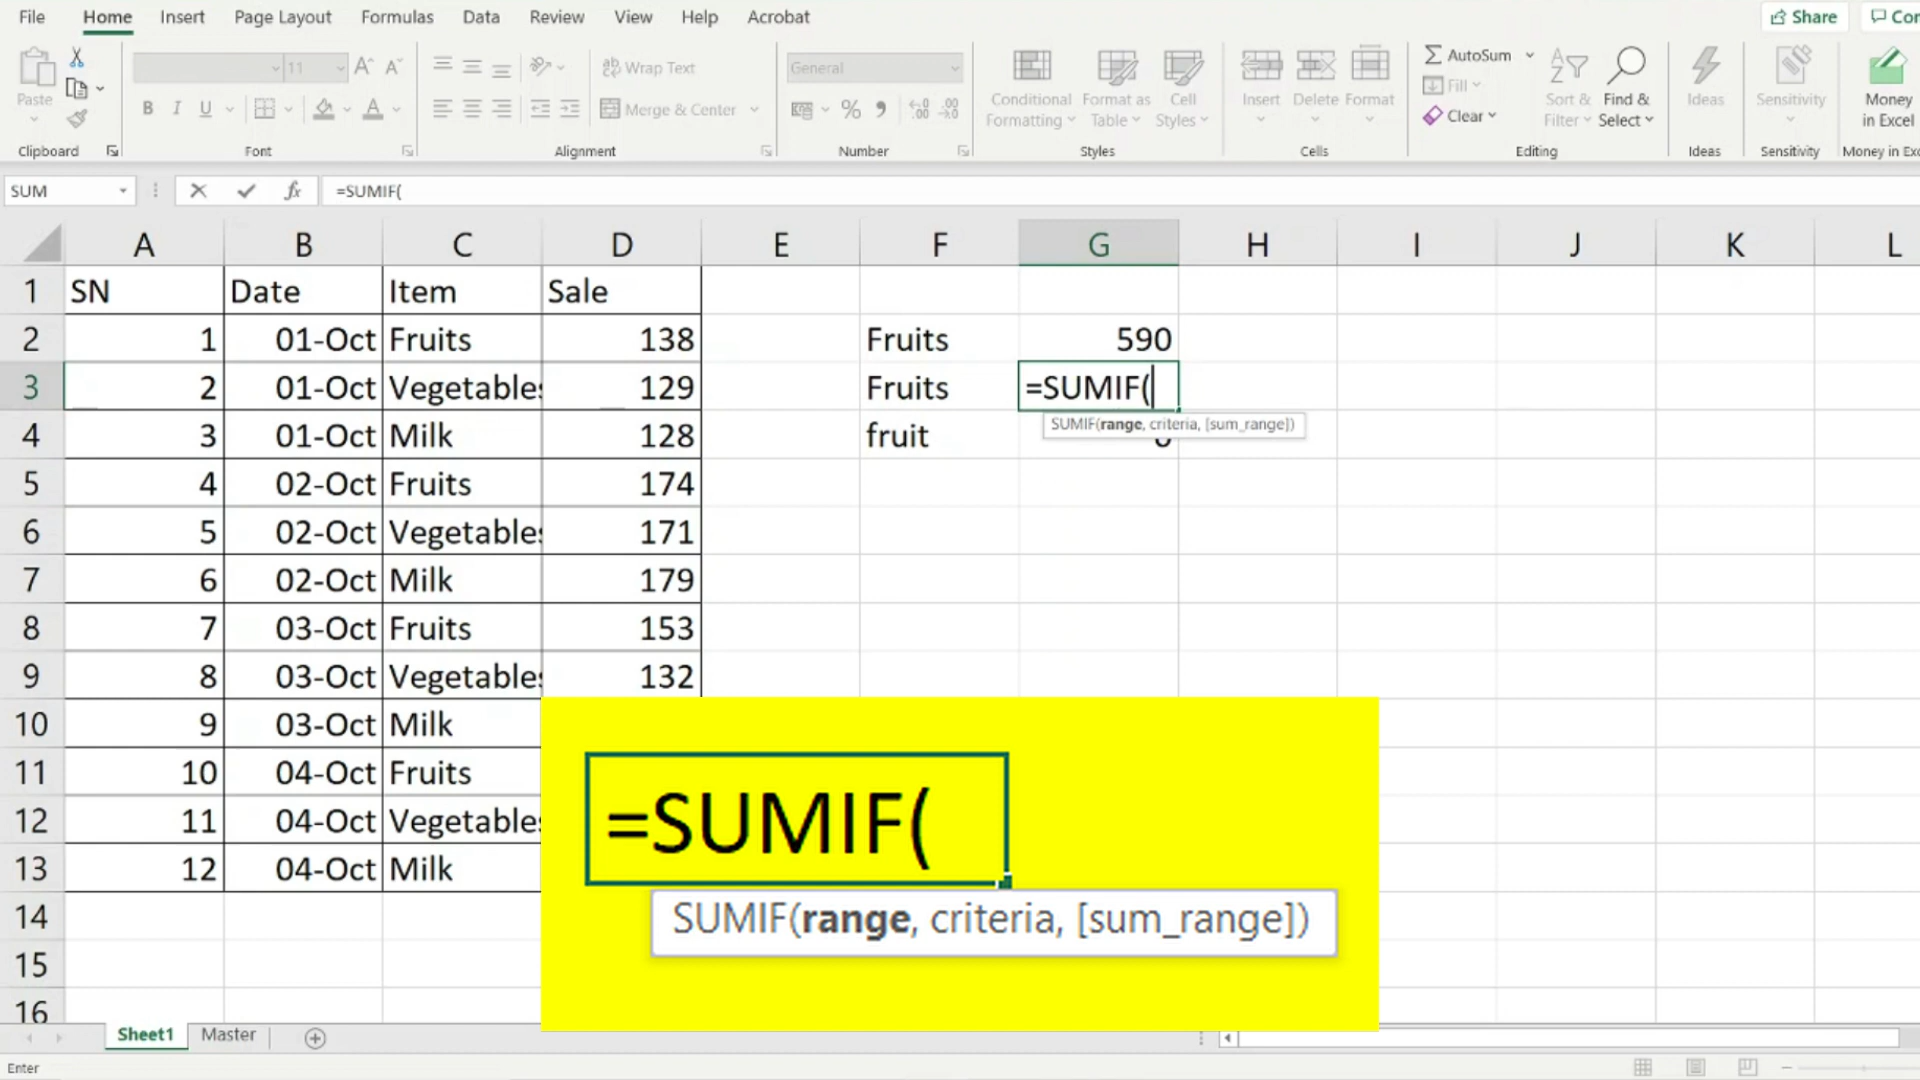 File Home Insert Page Layout Formulas Data Review View Help Acrobat Share
Paste
11
B I U
Wrap Text
Merge & Center
General
Conditional Formatting
Format as Table
Cell Styles
Insert Delete Format
AutoSum
Fill
Clear
Sort & Filter
Find & Select
Ideas
Sensitivity
Money in Excel
Clipboard Font Alignment Number Styles Cells Editing Ideas Sensitivity
SUM fx =SUMIF(
A B C D E F G H I J K L
1 SN Date Item Sale
2 1 01-Oct Fruits 138 Fruits 590
3 2 01-Oct Vegetables 129 Fruits =SUMIF(
SUMIF(range, criteria, [sum_range])
4 3 01-Oct Milk 128 fruit
5 4 02-Oct Fruits 174
6 5 02-Oct Vegetables 171
7 6 02-Oct Milk 179
8 7 03-Oct Fruits 153
9 8 03-Oct Vegetables 132
10 9 03-Oct Milk
11 10 04-Oct Fruits
12 11 04-Oct Vegetables
13 12 04-Oct Milk
14
15
16
=SUMIF(
SUMIF(range, criteria, [sum_range])
Sheet1 Master
Enter